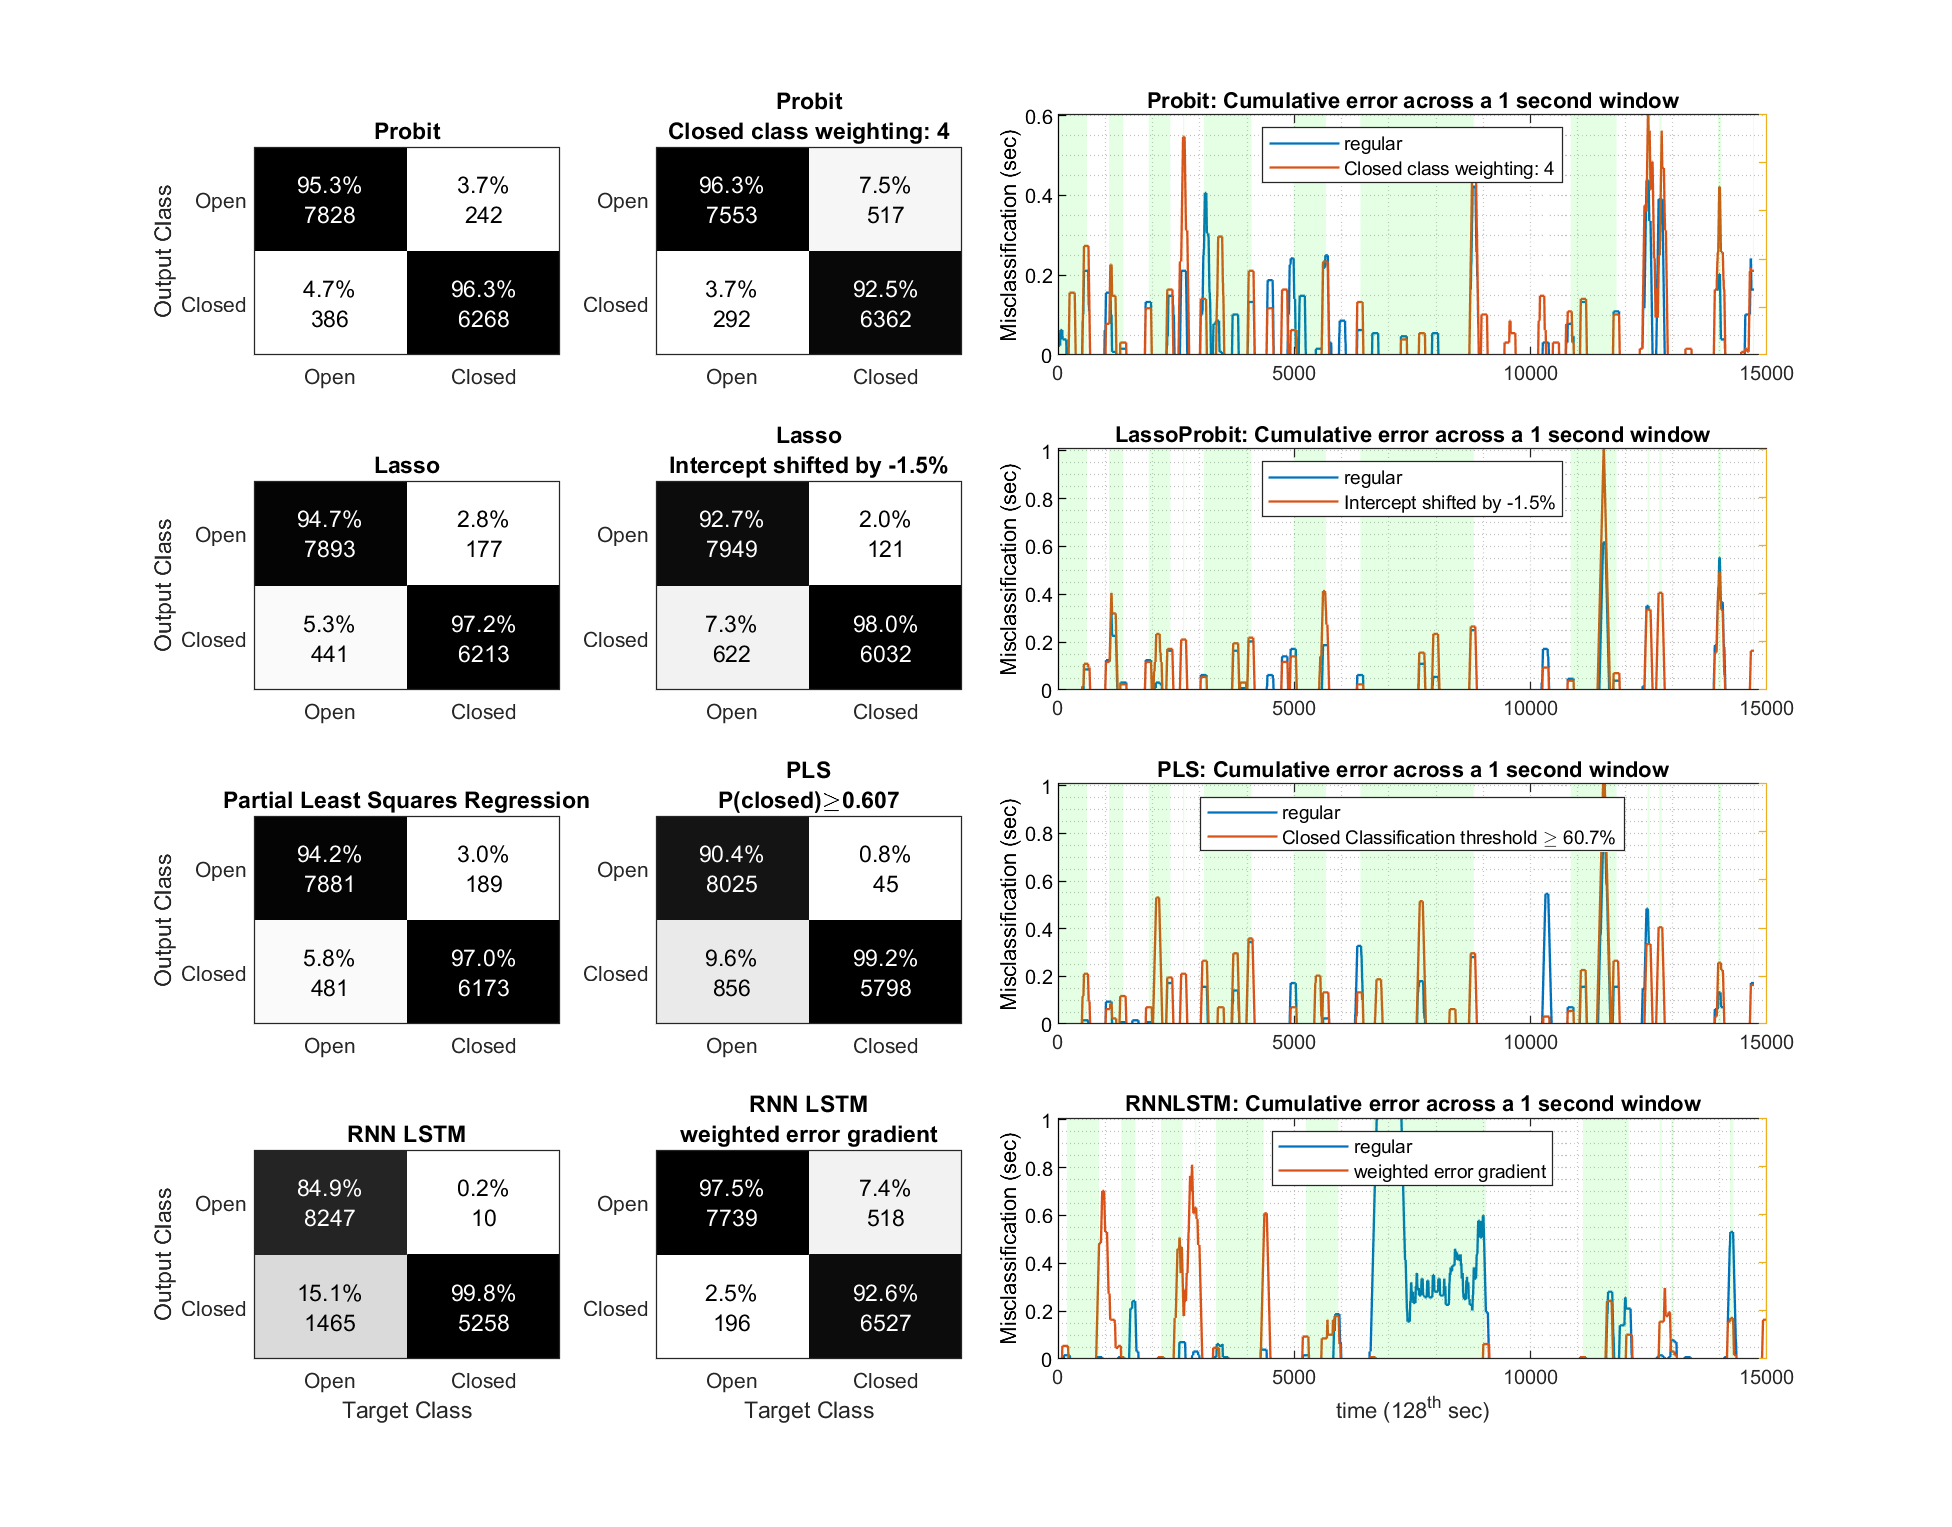 Probit
Output Class
Open
Closed
95.3%
7828
3.7%
242
4.7%
386
96.3%
6268
Open
Closed
Probit
Closed class weighting: 4
Open
Closed
96.3%
7553
7.5%
517
3.7%
292
92.5%
6362
Open
Closed
Probit: Cumulative error across a 1 second window
Misclassification (sec)
0.6
0.4
0.2
0
regular
Closed class weighting: 4
0
5000
10000
15000
Lasso
Output Class
Open
Closed
94.7%
7893
2.8%
177
5.3%
441
97.2%
6213
Open
Closed
Lasso
Intercept shifted by -1.5%
Open
Closed
92.7%
7949
2.0%
121
7.3%
622
98.0%
6032
Open
Closed
LassoProbit: Cumulative error across a 1 second window
Misclassification (sec)
1
0.8
0.6
0.4
0.2
0
regular
Intercept shifted by -1.5%
0
5000
10000
15000
Partial Least Squares Regression
Output Class
Open
Closed
94.2%
7881
3.0%
189
5.8%
481
97.0%
6173
Open
Closed
PLS
P(closed)≥0.607
Open
Closed
90.4%
8025
0.8%
45
9.6%
856
99.2%
5798
Open
Closed
PLS: Cumulative error across a 1 second window
Misclassification (sec)
1
0.8
0.6
0.4
0.2
0
regular
Closed Classification threshold ≥ 60.7%
0
5000
10000
15000
RNN LSTM
Output Class
Open
Closed
84.9%
8247
0.2%
10
15.1%
1465
99.8%
5258
Open
Closed
Target Class
RNN LSTM
weighted error gradient
Open
Closed
97.5%
7739
7.4%
518
2.5%
196
92.6%
6527
Open
Closed
Target Class
RNNLSTM: Cumulative error across a 1 second window
Misclassification (sec)
1
0.8
0.6
0.4
0.2
0
regular
weighted error gradient
0
5000
10000
15000
time (128th sec)